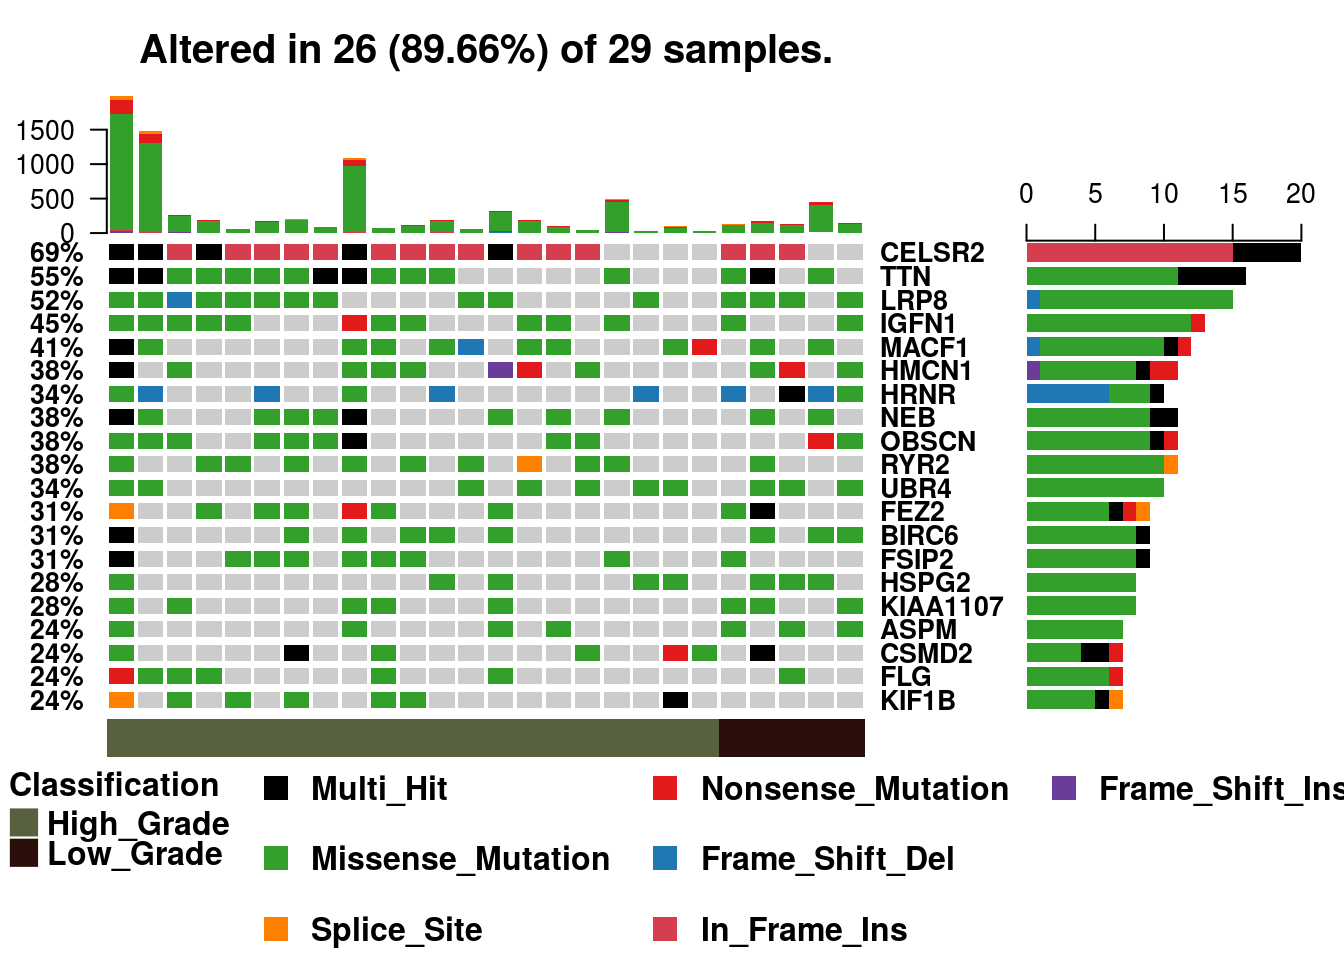 Altered in 26 (89.66%) of 29 samples.
1500
1000
500
0
0 5 10 15 20
69% CELSR2
55% TTN
52% LRP8
45% IGFN1
41% MACF1
38% HMCN1
34% HRNR
38% NEB
38% OBSCN
38% RYR2
34% UBR4
31% FEZ2
31% BIRC6
31% FSIP2
28% HSPG2
28% KIAA1107
24% ASPM
24% CSMD2
24% FLG
24% KIF1B
Classification
High_Grade
Low_Grade
Multi_Hit
Missense_Mutation
Splice_Site
Nonsense_Mutation
Frame_Shift_Del
In_Frame_Ins
Frame_Shift_Ins